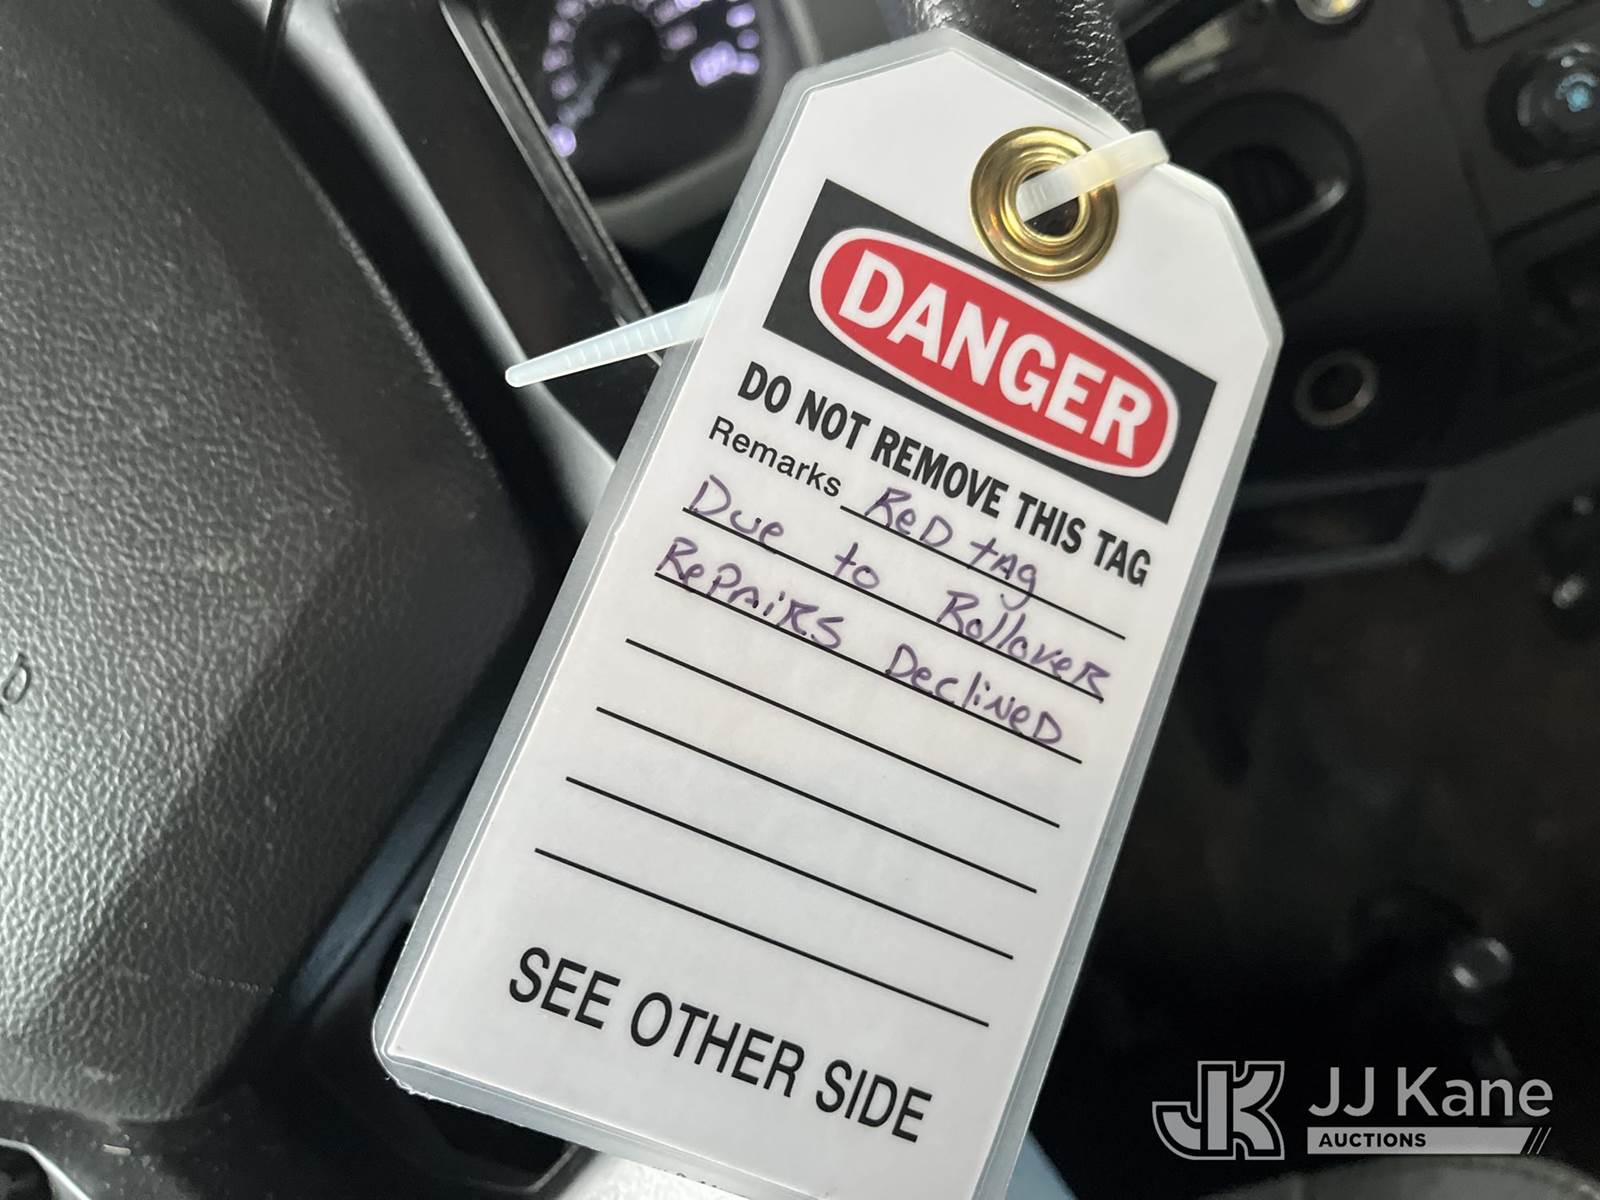 DANGER
DO NOT REMOVE THIS TAG
Remarks ReD tAg
Due to RolloveR
RePAiRS DeclineD
SEE OTHER SIDE
JK JJ Kane
AUCTIONS